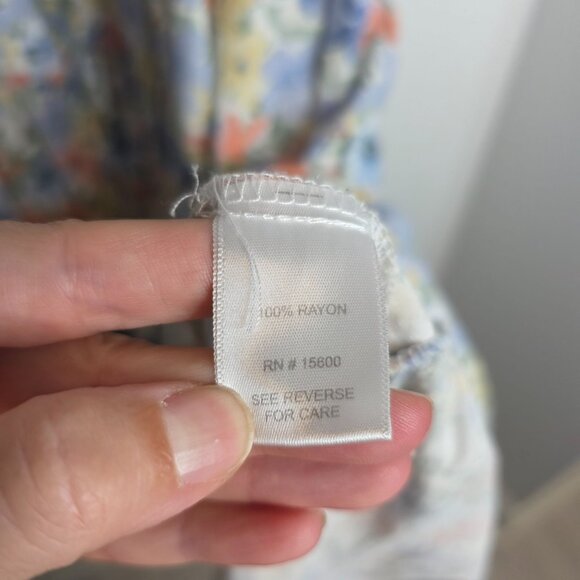 100% RAYON
RN # 15600
SEE REVERSE
FOR CARE